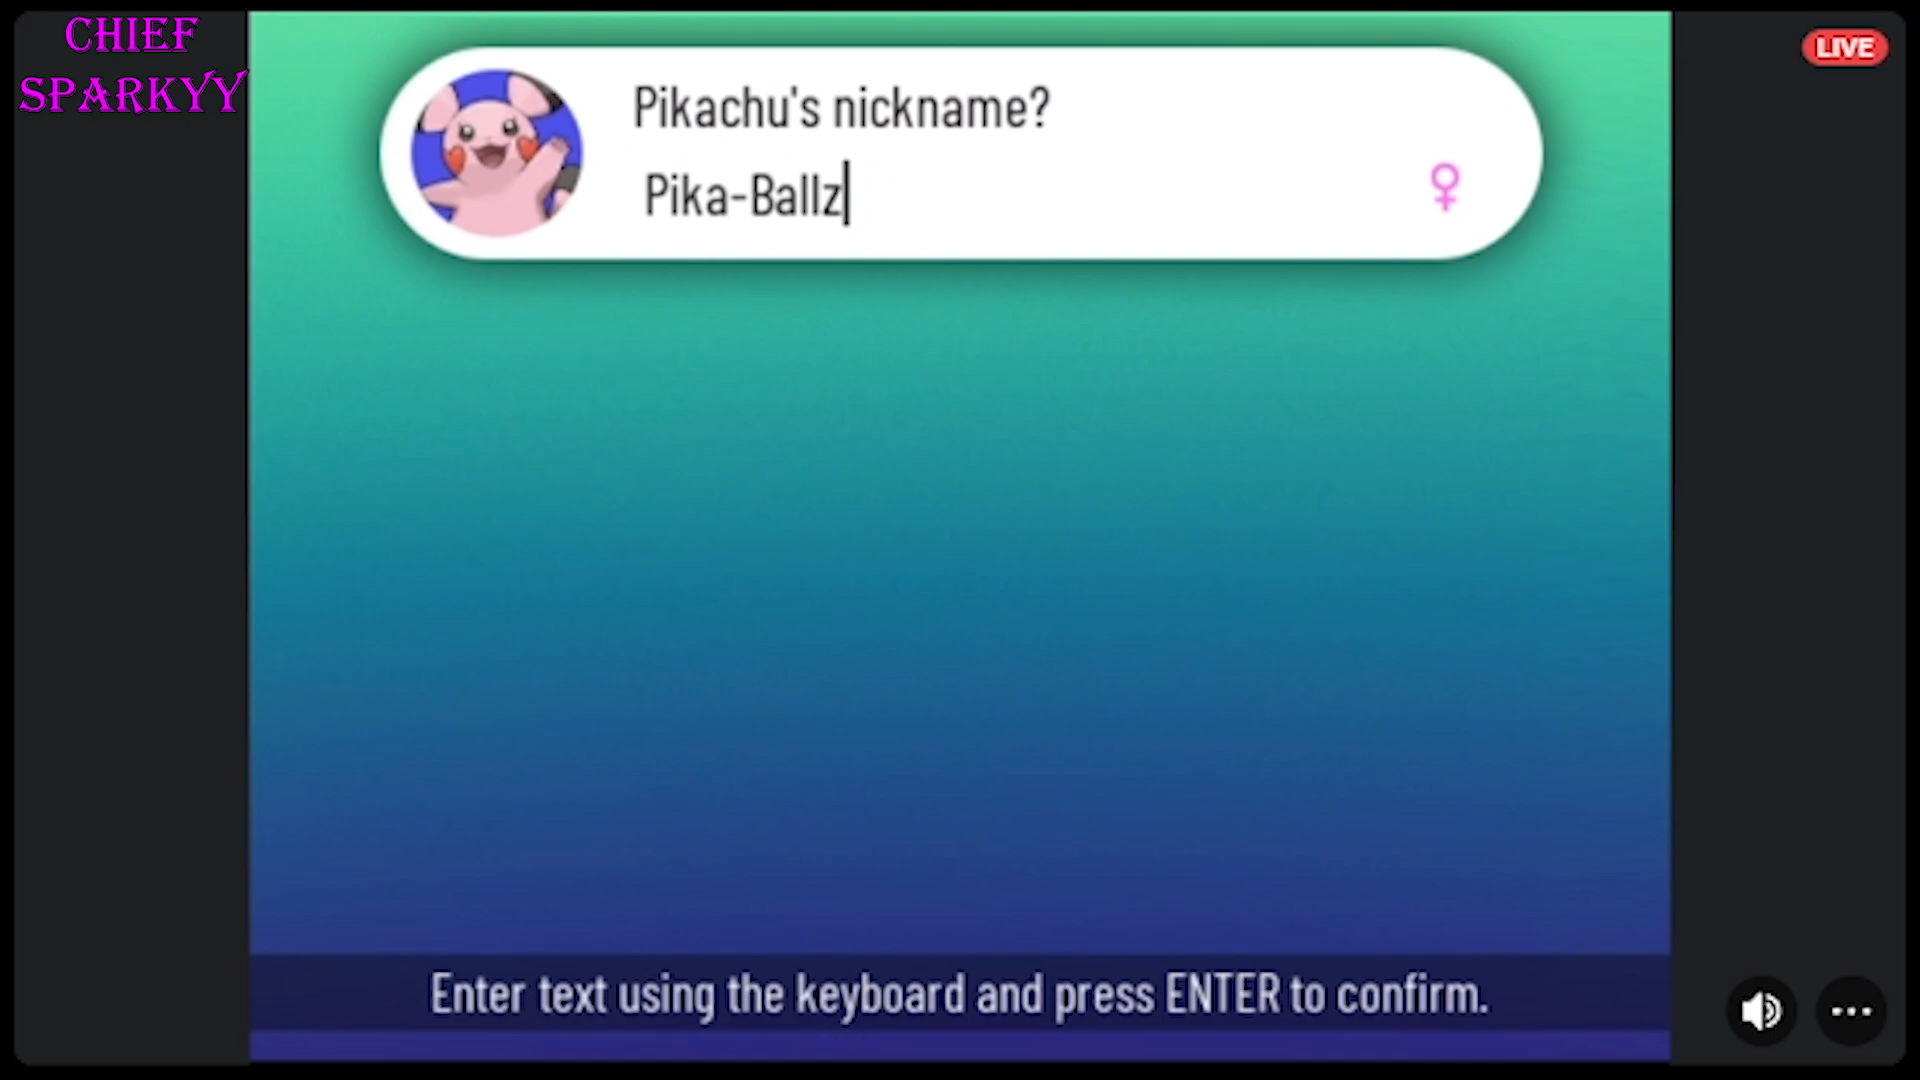 CHIEF
SPARKYY
LIVE
Pikachu's nickname?
Pika-Ballz
Enter text using the keyboard and press ENTER to confirm.